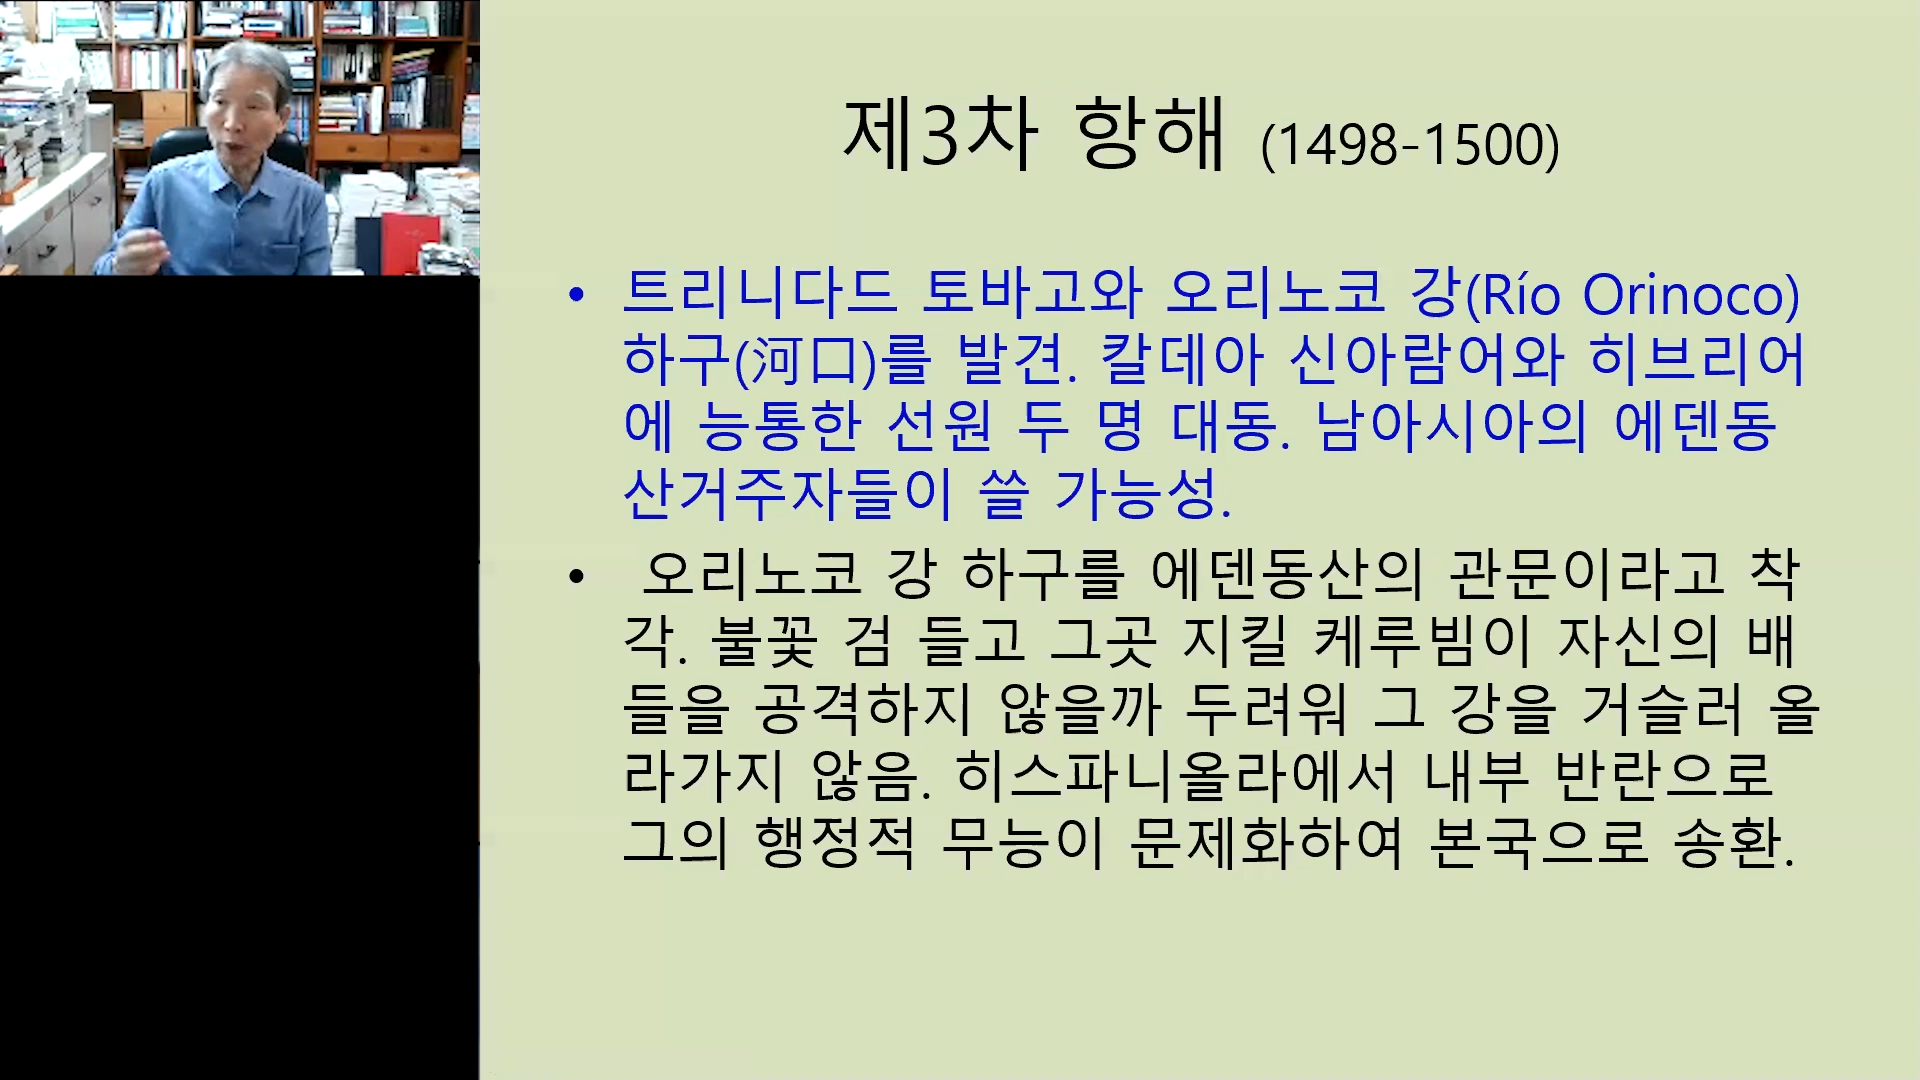 제3차 항해 (1498-1500)
• 트리니다드 토바고와 오리노코 강(Río Orinoco)
하구(河口)를 발견. 칼데아 신아람어와 히브리어
에 능통한 선원 두 명 대동. 남아시아의 에덴동
산거주자들이 쓸 가능성.
• 오리노코 강 하구를 에덴동산의 관문이라고 착
각. 불꽃 검 들고 그곳 지킬 케루빔이 자신의 배
들을 공격하지 않을까 두려워 그 강을 거슬러 올
라가지 않음. 히스파니올라에서 내부 반란으로
그의 행정적 무능이 문제화하여 본국으로 송환.